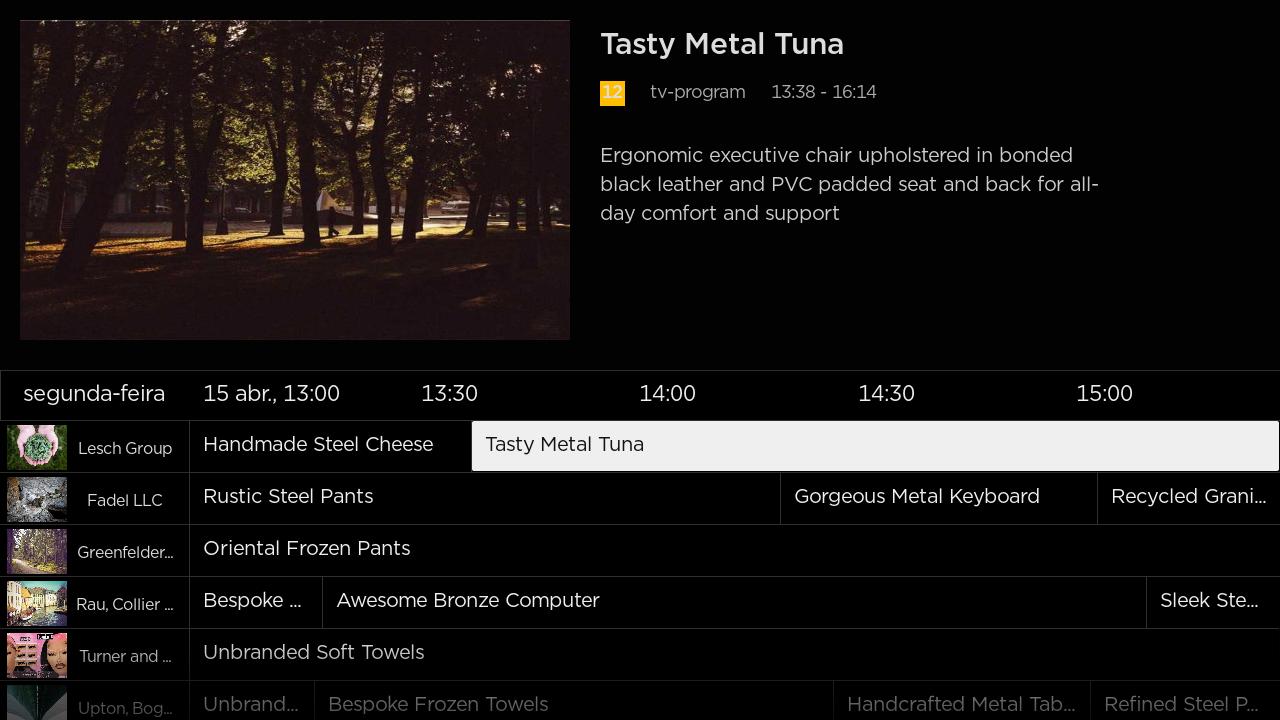 Tasty Metal Tuna
12 tv-program 13:38 - 16:14
Ergonomic executive chair upholstered in bonded
black leather and PVC padded seat and back for all-
day comfort and support
segunda-feira 15 abr., 13:00 13:30 14:00 14:30 15:00
Lesch Group Handmade Steel Cheese Tasty Metal Tuna
Fadel LLC Rustic Steel Pants Gorgeous Metal Keyboard Recycled Grani...
Greenfelder... Oriental Frozen Pants
Rau, Collier ... Bespoke ... Awesome Bronze Computer Sleek Ste...
Turner and ... Unbranded Soft Towels
Upton, Bog... Unbrand... Bespoke Frozen Towels Handcrafted Metal Tab... Refined Steel P...